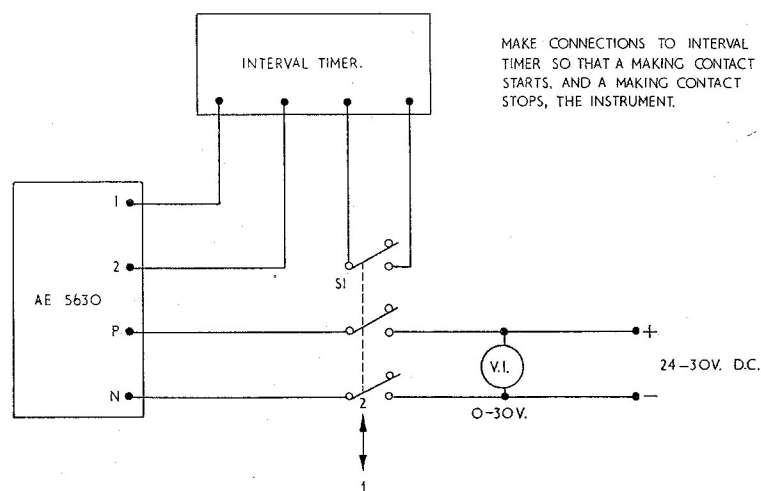 INTERVAL TIMER.
MAKE CONNECTIONS TO INTERVAL
TIMER SO THAT A MAKING CONTACT
STARTS, AND A MAKING CONTACT
STOPS, THE INSTRUMENT.
1
2
S1
AE 5630
P
+
V.I.
24-30V. D.C.
N
2
-
0-30V.
1